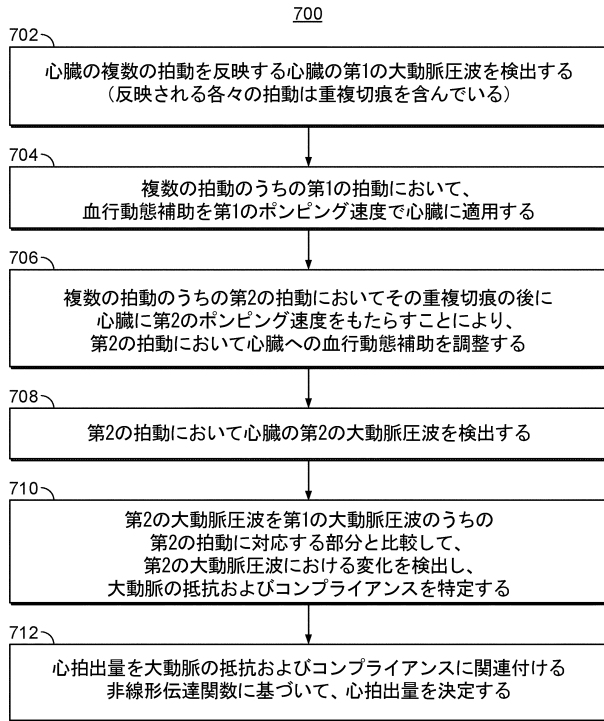 700
702
心臓の複数の拍動を反映する心臓の第1の大動脈圧波を検出する
（反映される各々の拍動は重複切痕を含んでいる）
704
複数の拍動のうちの第1の拍動において、
血行動態補助を第1のポンピング速度で心臓に適用する
706
複数の拍動のうちの第2の拍動においてその重複切痕の後に
心臓に第2のポンピング速度をもたらすことにより、
第2の拍動において心臓への血行動態補助を調整する
708
第2の拍動において心臓の第2の大動脈圧波を検出する
710
第2の大動脈圧波を第1の大動脈圧波のうちの
第2の拍動に対応する部分と比較して、
第2の大動脈圧波における変化を検出し、
大動脈の抵抗およびコンプライアンスを特定する
712
心拍出量を大動脈の抵抗およびコンプライアンスに関連付ける
非線形伝達関数に基づいて、心拍出量を決定する